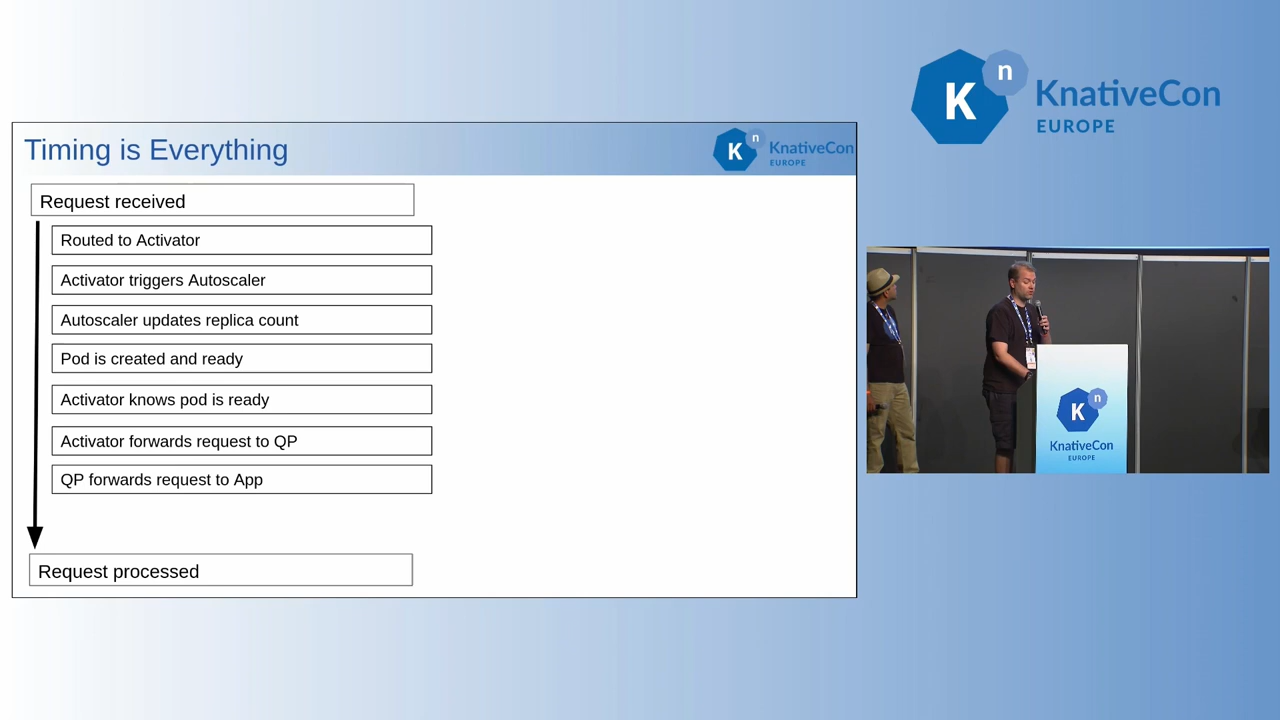 K n KnativeCon
EUROPE
Timing is Everything
K n KnativeCon
EUROPE
Request received
Routed to Activator
Activator triggers Autoscaler
Autoscaler updates replica count
Pod is created and ready
Activator knows pod is ready
Activator forwards request to QP
QP forwards request to App
Request processed
K n
KnativeCon
EUROPE